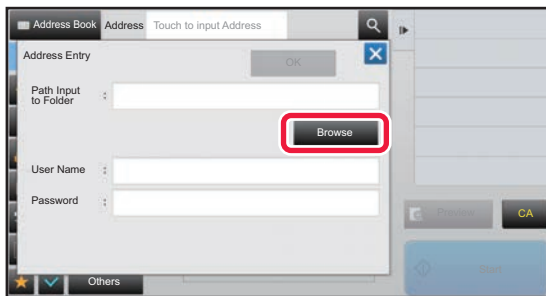 Address Book Address Touch to input Address
Address Entry
OK
Path Input
to Folder :
Browse
User Name :
Password :
Preview
CA
Start
Others